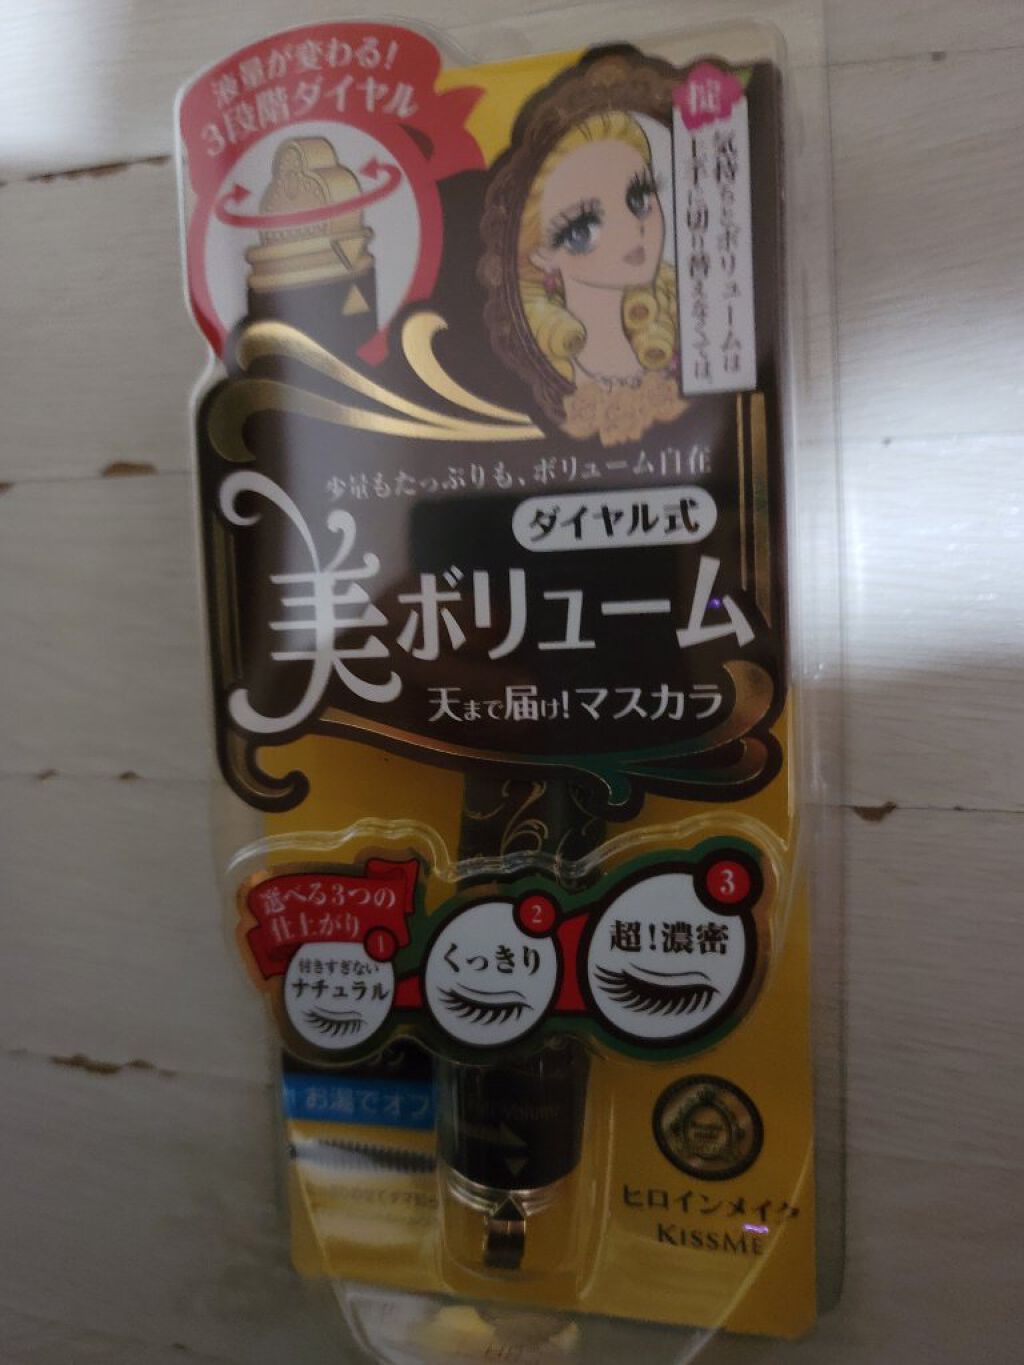 液量が変わる!
3段階ダイヤル
掟
気持ちとボリュームは
上手に切り替えなくては。
少量もたっぷりも、ボリューム自在
ダイヤル式
美ボリューム
天まで届け!マスカラ
選べる3つの
仕上がり
1
付きすぎない
ナチュラル
2
くっきり
3
超!濃密
お湯でオフ
Volume
ヒロインメイク
KISSME